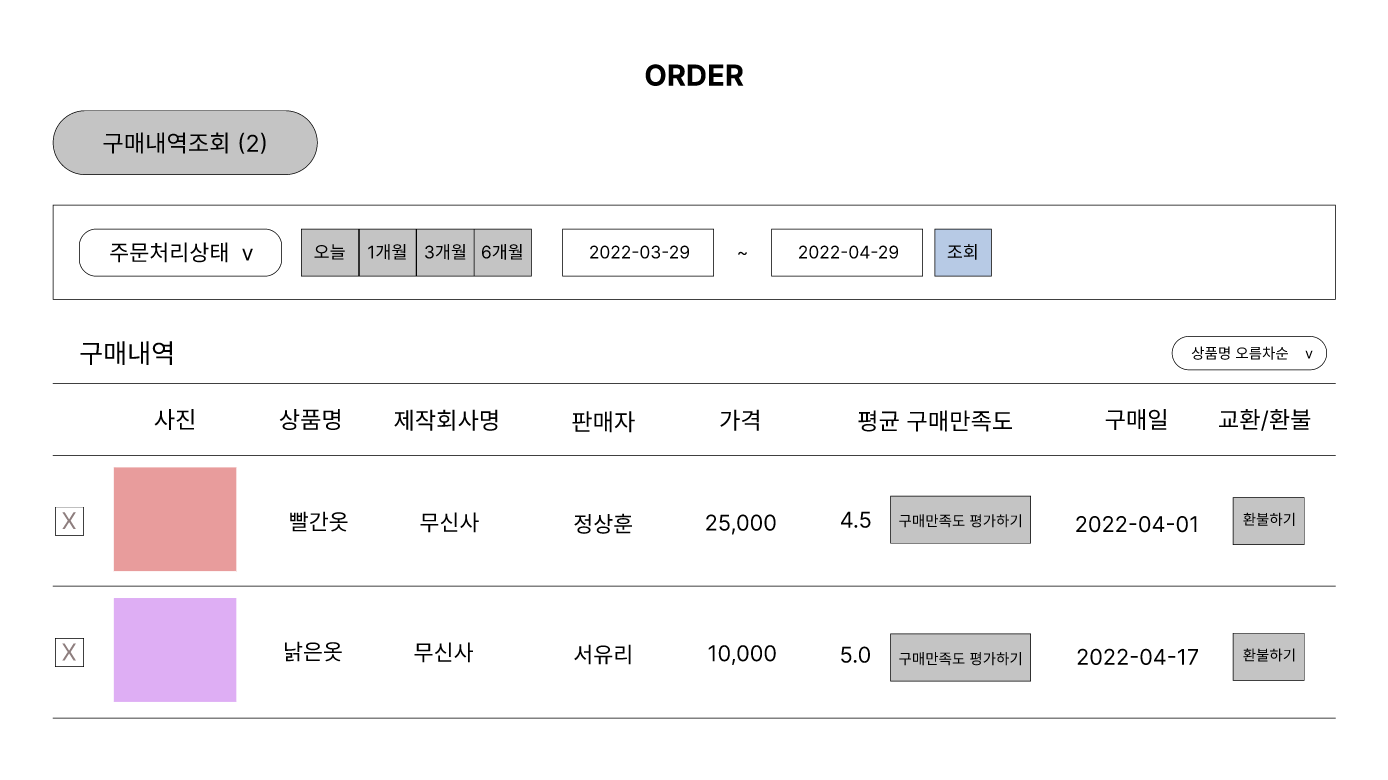 ORDER
구매내역조회 (2)
주문처리상태 v 오늘 1개월 3개월 6개월 2022-03-29 ~ 2022-04-29 조회
구매내역 상품명 오름차순 v
사진 상품명 제작회사명 판매자 가격 평균 구매만족도 구매일 교환/환불
X 빨간옷 무신사 정상훈 25,000 4.5 구매만족도 평가하기 2022-04-01 환불하기
X 낡은옷 무신사 서유리 10,000 5.0 구매만족도 평가하기 2022-04-17 환불하기